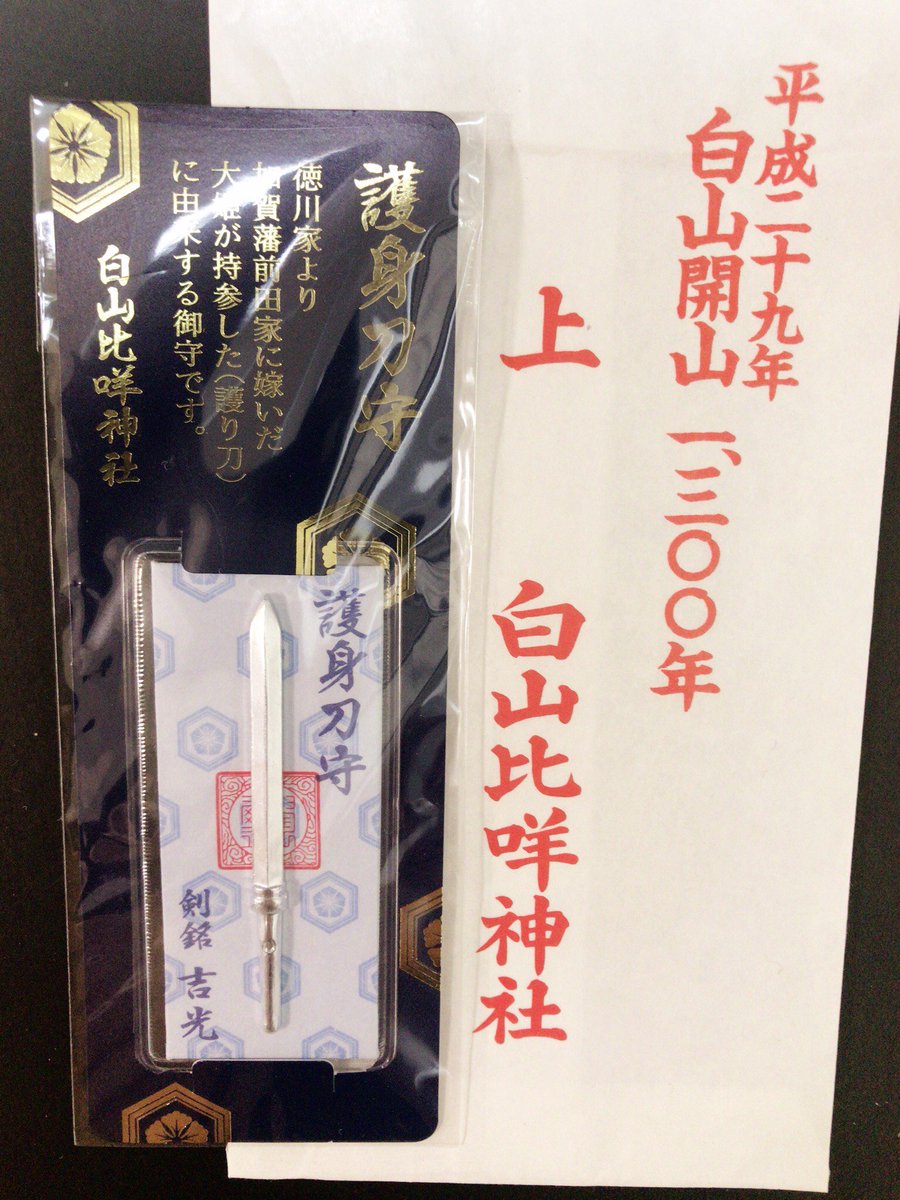 平成二十九年
白山開山 一、三〇〇年
上 白山比咩神社
護身刀守
徳川家より
加賀藩前田家に嫁いだ
大姫が持参した(護り刀)
に由来する御守です。
白山比咩神社
護身刀守
剣銘 吉光